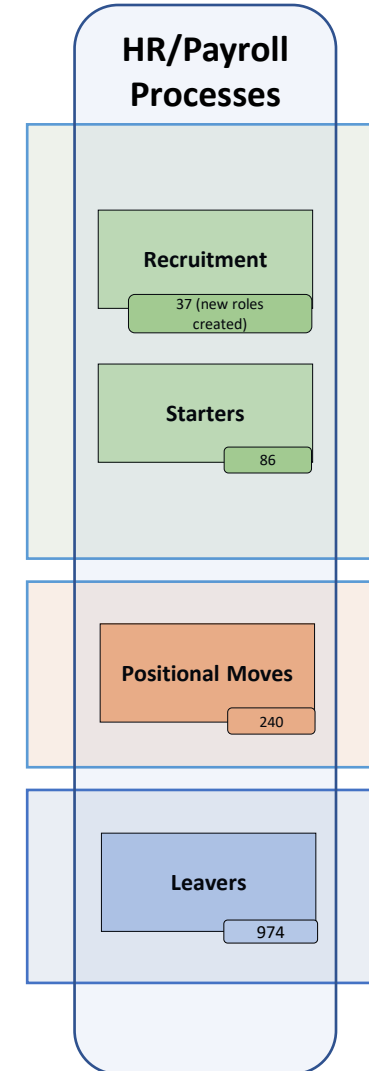 HR/Payroll
Processes
Recruitment
37 (new roles
created)
Starters
86
Positional Moves
240
Leavers
974